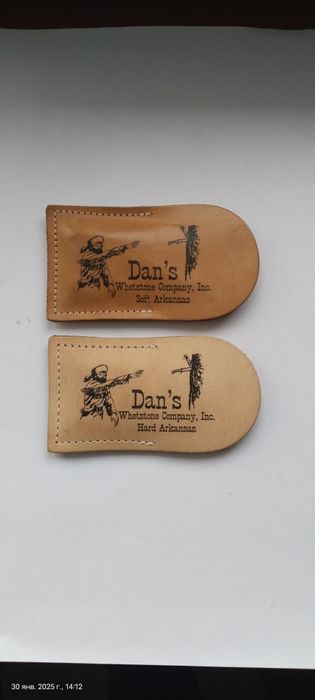 Dan's
Whetstone Company, Inc.
Soft Arkansas
Dan's
Whetstone Company, Inc.
Hard Arkansas
30 янв. 2025 г., 14:12